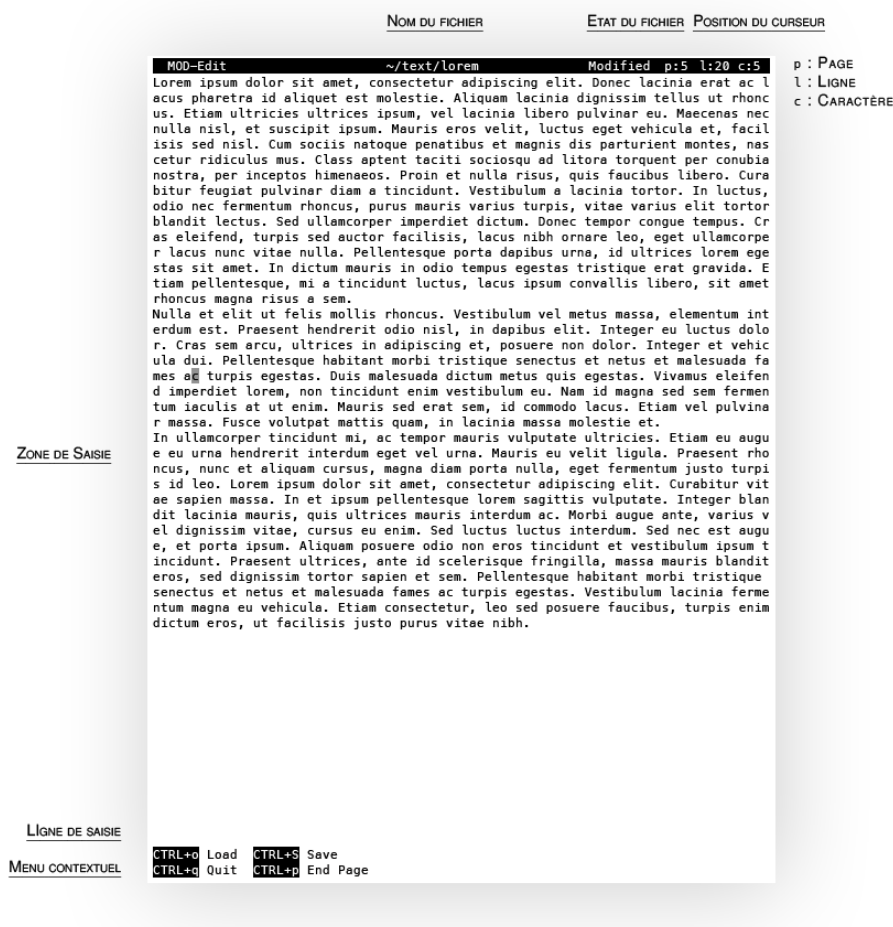 Nom du fichier Etat du fichier Position du curseur
MOD-Edit ~/text/lorem Modified p:5 l:20 c:5
p : Page
l : Ligne
c : Caractère
Lorem ipsum dolor sit amet, consectetur adipiscing elit. Donec lacinia erat ac l
acus pharetra id aliquet est molestie. Aliquam lacinia dignissim tellus ut rhonc
us. Etiam ultricies ultrices ipsum, vel lacinia libero pulvinar eu. Maecenas nec
nulla nisl, et suscipit ipsum. Mauris eros velit, luctus eget vehicula et, facil
isis sed nisl. Cum sociis natoque penatibus et magnis dis parturient montes, nas
cetur ridiculus mus. Class aptent taciti sociosqu ad litora torquent per conubia
nostra, per inceptos himenaeos. Proin et nulla risus, quis faucibus libero. Cura
bitur feugiat pulvinar diam a tincidunt. Vestibulum a lacinia tortor. In luctus,
odio nec fermentum rhoncus, purus mauris varius turpis, vitae varius elit tortor
blandit lectus. Sed ullamcorper imperdiet dictum. Donec tempor congue tempus. Cr
as eleifend, turpis sed auctor facilisis, lacus nibh ornare leo, eget ullamcorpe
r lacus nunc vitae nulla. Pellentesque porta dapibus urna, id ultrices lorem ege
stas sit amet. In dictum mauris in odio tempus egestas tristique erat gravida. E
tiam pellentesque, mi a tincidunt luctus, lacus ipsum convallis libero, sit amet
rhoncus magna risus a sem.
Nulla et elit ut felis mollis rhoncus. Vestibulum vel metus massa, elementum int
erdum est. Praesent hendrerit odio nisl, in dapibus elit. Integer eu luctus dolo
r. Cras sem arcu, ultrices in adipiscing et, posuere non dolor. Integer et vehic
ula dui. Pellentesque habitant morbi tristique senectus et netus et malesuada fa
mes ac turpis egestas. Duis malesuada dictum metus quis egestas. Vivamus eleifen
d imperdiet lorem, non tincidunt enim vestibulum eu. Nam id magna sed sem fermen
tum iaculis at ut enim. Mauris sed erat sem, id commodo lacus. Etiam vel pulvina
r massa. Fusce volutpat mattis quam, in lacinia massa molestie et.
In ullamcorper tincidunt mi, ac tempor mauris vulputate ultricies. Etiam eu augu
Zone de Saisie
e eu urna hendrerit interdum eget vel urna. Mauris eu velit ligula. Praesent rho
ncus, nunc et aliquam cursus, magna diam porta nulla, eget fermentum justo turpi
s id leo. Lorem ipsum dolor sit amet, consectetur adipiscing elit. Curabitur vit
ae sapien massa. In et ipsum pellentesque lorem sagittis vulputate. Integer blan
dit lacinia mauris, quis ultrices mauris interdum ac. Morbi augue ante, varius v
el dignissim vitae, cursus eu enim. Sed luctus luctus interdum. Sed nec est augu
e, et porta ipsum. Aliquam posuere odio non eros tincidunt et vestibulum ipsum t
incidunt. Praesent ultrices, ante id scelerisque fringilla, massa mauris blandit
eros, sed dignissim tortor sapien et sem. Pellentesque habitant morbi tristique
senectus et netus et malesuada fames ac turpis egestas. Vestibulum lacinia ferme
ntum magna eu vehicula. Etiam consectetur, leo sed posuere faucibus, turpis enim
dictum eros, ut facilisis justo purus vitae nibh.
LIgne de saisie
CTRL+o Load CTRL+S Save
Menu contextuel
CTRL+q Quit CTRL+p End Page